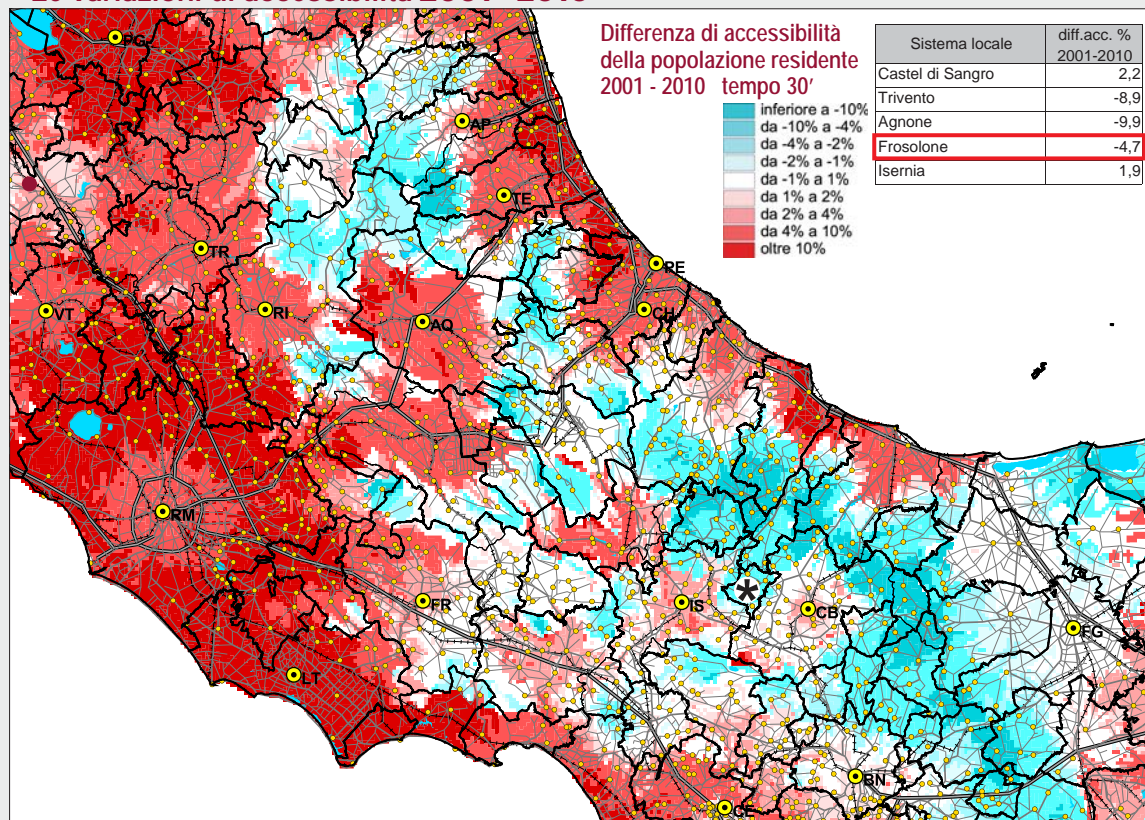 Differenza di accessibilità
della popolazione residente
2001 - 2010 tempo 30'
inferiore a -10%
da -10% a -4%
da -4% a -2%
da -2% a -1%
da -1% a 1%
da 1% a 2%
da 2% a 4%
da 4% a 10%
oltre 10%
Sistema locale diff.acc. % 2001-2010
Castel di Sangro 2,2
Trivento -8,9
Agnone -9,9
Frosolone -4,7
Isernia 1,9
PG
AP
TE
TR
PE
VT
RI
AQ
CH
RM
FR
IS
*
CB
FG
LT
BN
CE